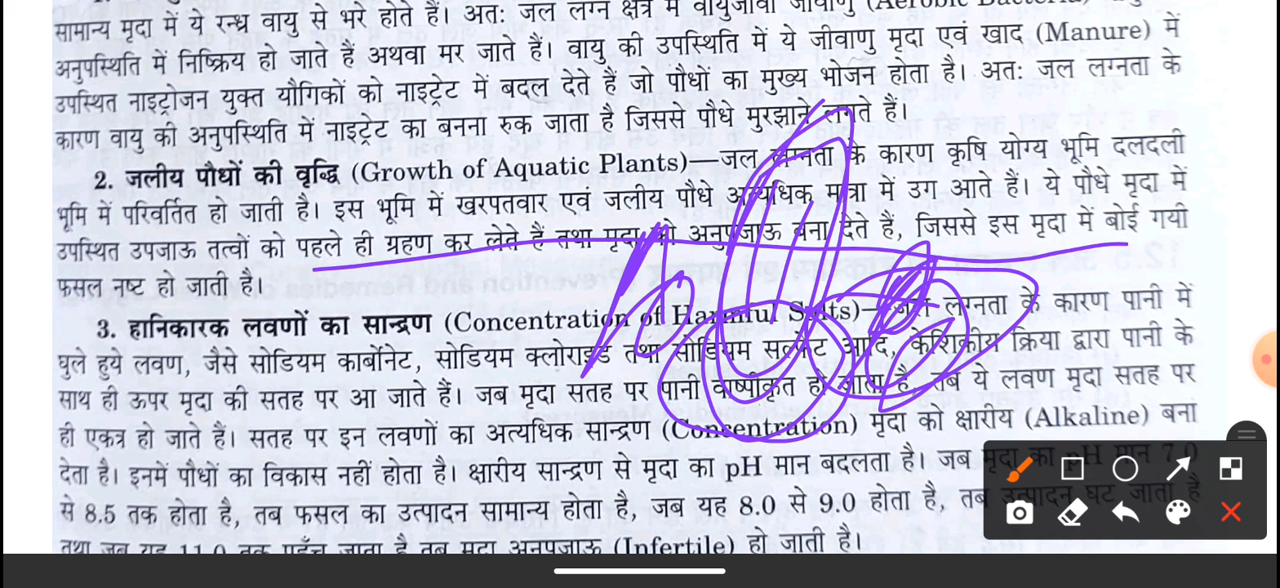 सामान्य मृदा में ये रन्ध्र वायु से भरे होते हैं। अतः जल लग्न क्षेत्र में वायुजीवी जीवाणु (Aerobic Bacteria)
अनुपस्थिति में निष्क्रिय हो जाते हैं अथवा मर जाते हैं। वायु की उपस्थिति में ये जीवाणु मृदा एवं खाद (Manure) में
उपस्थित नाइट्रोजन युक्त यौगिकों को नाइट्रेट में बदल देते हैं जो पौधों का मुख्य भोजन होता है। अतः जल लग्नता के
कारण वायु की अनुपस्थिति में नाइट्रेट का बनना रुक जाता है जिससे पौधे मुरझाने लगते हैं।
2. जलीय पौधों की वृद्धि (Growth of Aquatic Plants)—जल लग्नता के कारण कृषि योग्य भूमि दलदली
भूमि में परिवर्तित हो जाती है। इस भूमि में खरपतवार एवं जलीय पौधे अत्यधिक मात्रा में उग आते हैं। ये पौधे मृदा में
उपस्थित उपजाऊ तत्वों को पहले ही ग्रहण कर लेते हैं तथा मृदा को अनुपजाऊ बना देते हैं, जिससे इस मृदा में बोई गयी
फसल नष्ट हो जाती है।
3. हानिकारक लवणों का सान्द्रण (Concentration of Harmful Salts)—जल लग्नता के कारण पानी में
घुले हुये लवण, जैसे सोडियम कार्बोनेट, सोडियम क्लोराइड तथा सोडियम सल्फेट आदि, केशिकीय क्रिया द्वारा पानी के
साथ ही ऊपर मृदा की सतह पर आ जाते हैं। जब मृदा सतह पर पानी वाष्पीकृत हो जाता है, तब ये लवण मृदा सतह पर
ही एकत्र हो जाते हैं। सतह पर इन लवणों का अत्यधिक सान्द्रण (Concentration) मृदा को क्षारीय (Alkaline) बना
देता है। इनमें पौधों का विकास नहीं होता है। क्षारीय सान्द्रण से मृदा का pH मान बदलता है। जब मृदा का pH मान 7.0
से 8.5 तक होता है, तब फसल का उत्पादन सामान्य होता है, जब यह 8.0 से 9.0 होता है, तब उत्पादन घट जाता है
तथा जब यह 11.0 तक पहुँच जाता है तब मृदा अनुपजाऊ (Infertile) हो जाती है।